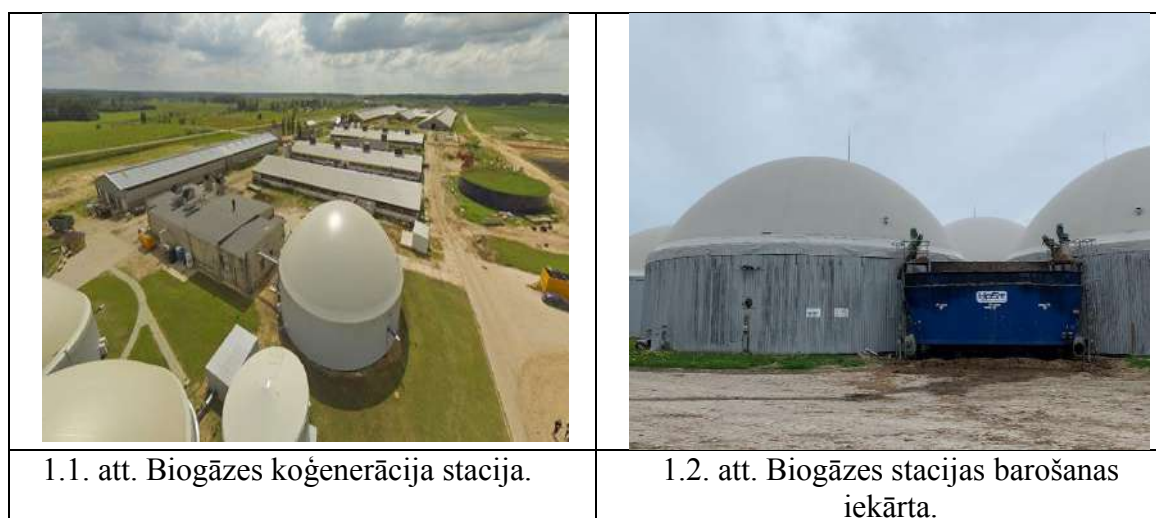 1.1. att. Biogāzes koģenerācija stacija.
1.2. att. Biogāzes stacijas barošanas
iekārta.